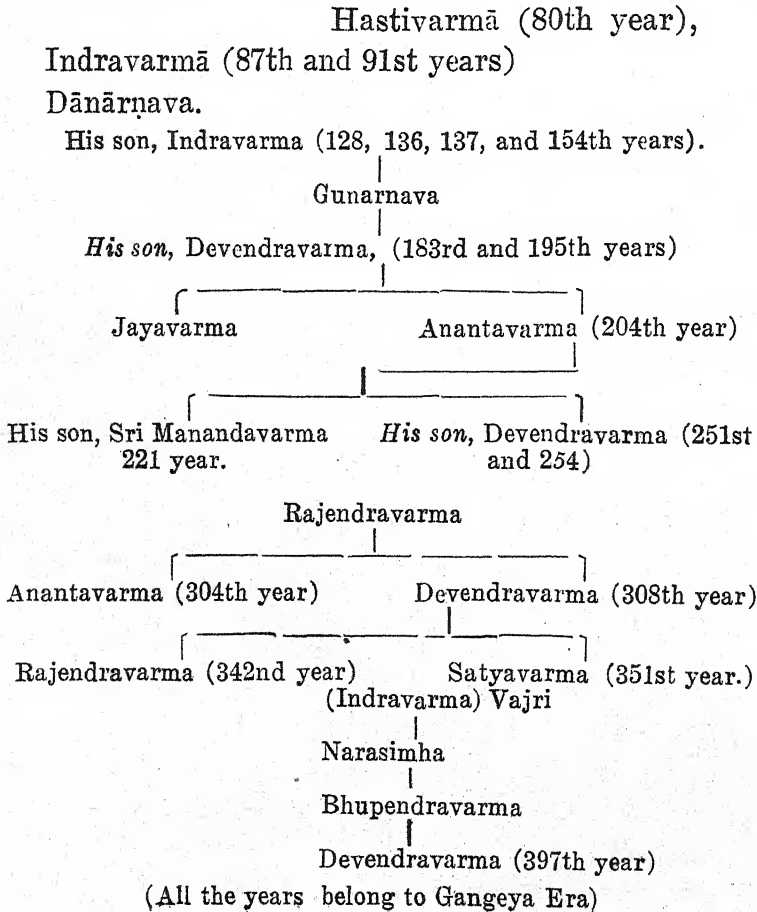 Hastivarmā (80th year),
Indravarmā (87th and 91st years)
Dānārṇava.
His son, Indravarma (128, 136, 137, and 154th years).
Gunarnava
His son, Devendravarma, (183rd and 195th years)
Jayavarma Anantavarma (204th year)
His son, Sri Manandavarma His son, Devendravarma (251st
221 year. and 254)
Rajendravarma
Anantavarma (304th year) Devendravarma (308th year)
Rajendravarma (342nd year) Satyavarma (351st year.)
(Indravarma) Vajri
Narasimha
Bhupendravarma
Devendravarma (397th year)
(All the years belong to Gangeya Era)